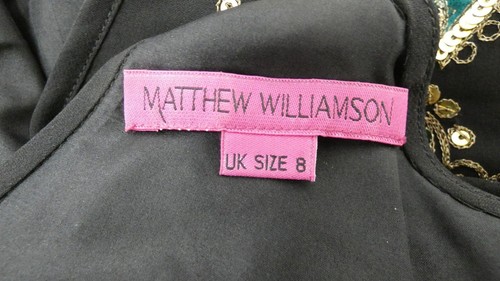 MATTHEW WILLIAMSON
UK SIZE 8